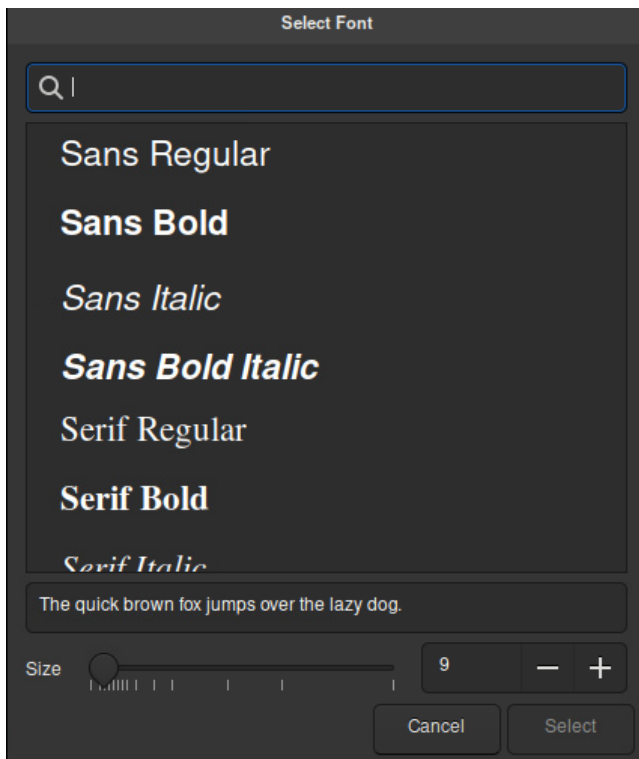 Select Font
Sans Regular
Sans Bold
Sans Italic
Sans Bold Italic
Serif Regular
Serif Bold
Serif Italic
The quick brown fox jumps over the lazy dog.
Size 9
Cancel Select